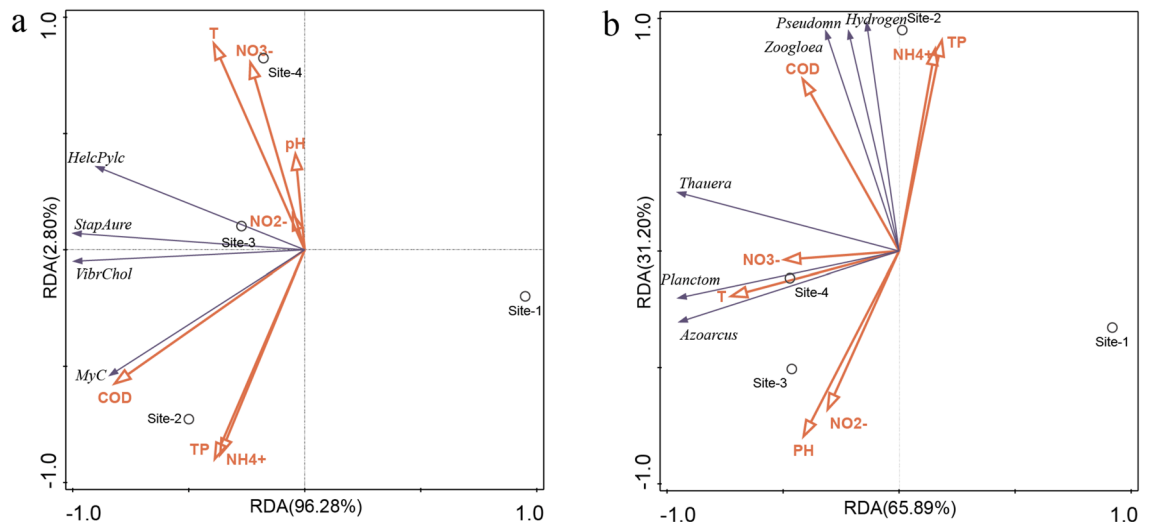 a
1.0
T
NO3-
Site-4
pH
HelcPylc
StapAure
NO2-
Site-3
VibrChol
Site-1
MyC
COD
Site-2
TP
NH4+
RDA(2.80%)
-1.0
-1.0
RDA(96.28%)
1.0
b
1.0
Pseudomn
Hydrogen
Site-2
Zoogloea
NH4+
TP
COD
Thauera
NO3-
Planctom
T
Site-4
Azoarcus
Site-1
Site-3
NO2-
PH
RDA(31.20%)
-1.0
-1.0
RDA(65.89%)
1.0